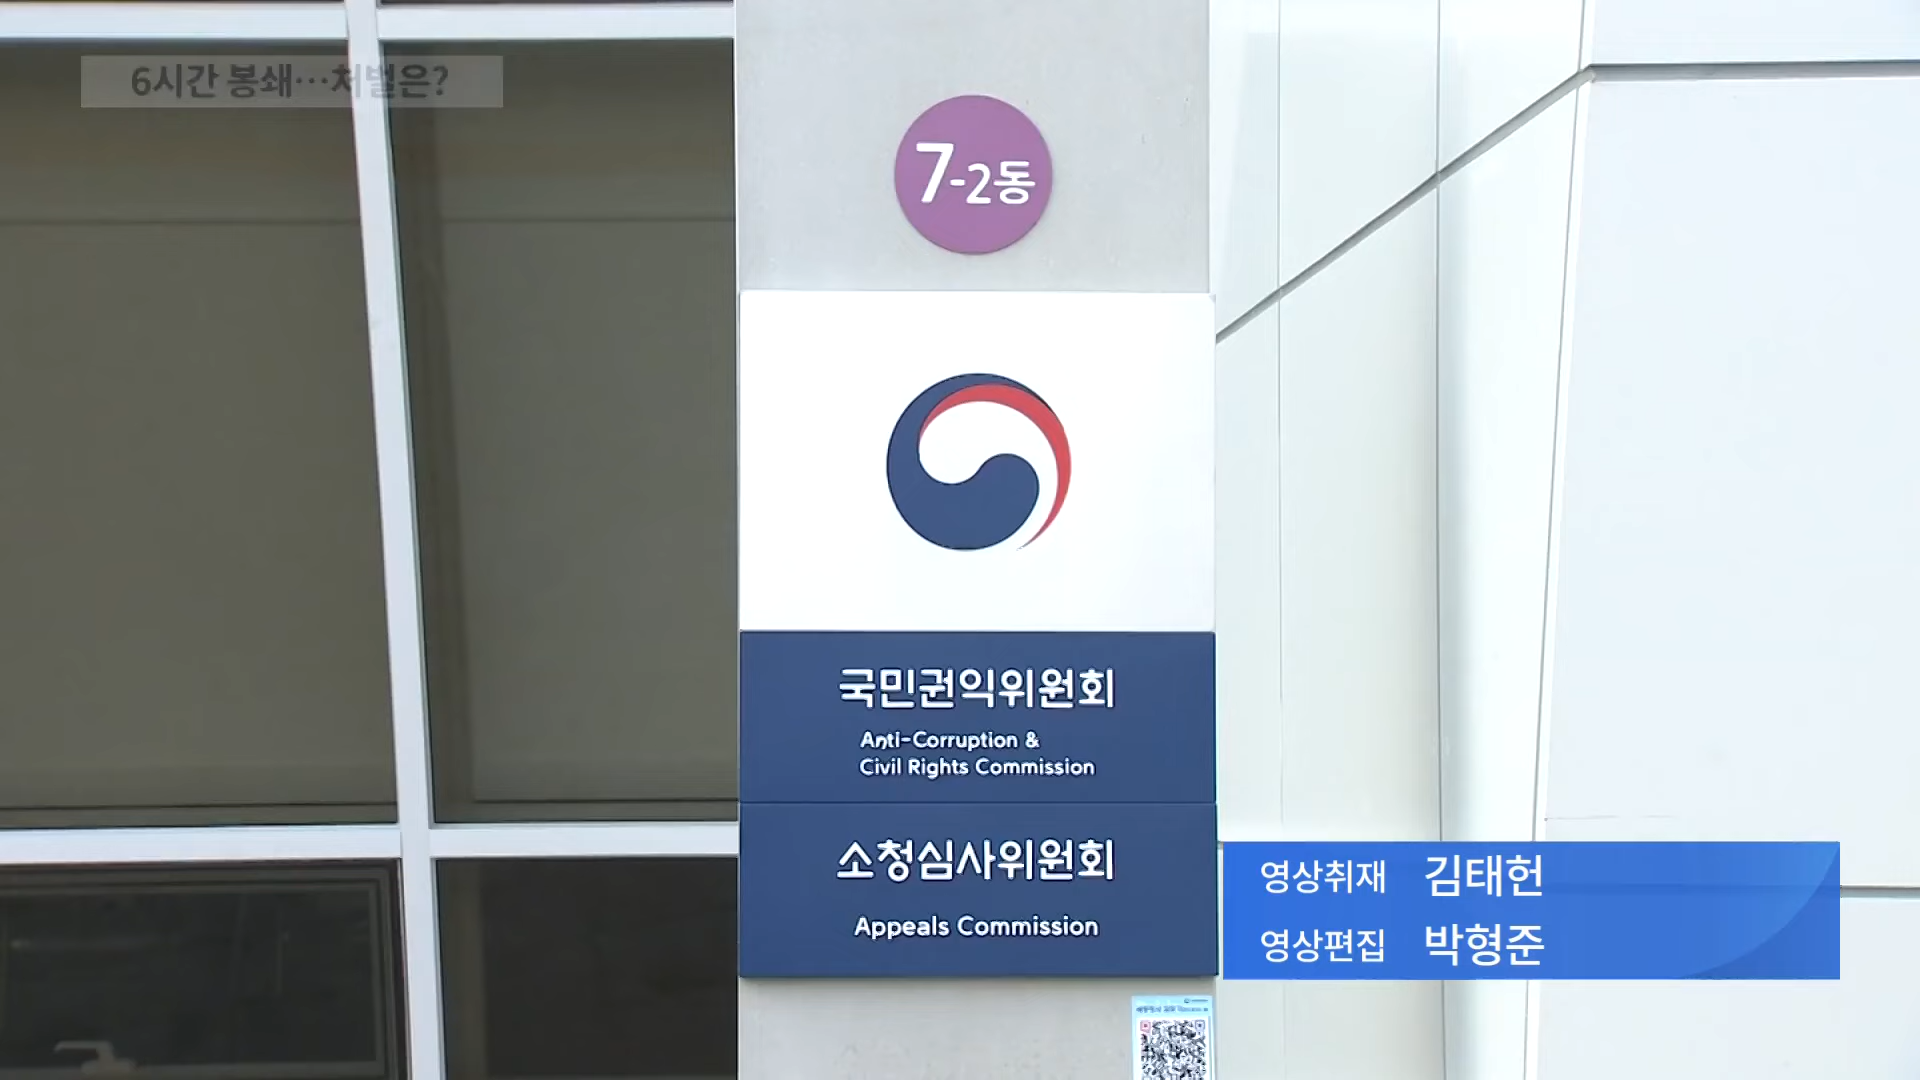 6시간 봉쇄…처벌은?
7-2동
국민권익위원회
Anti-Corruption &
Civil Rights Commission
소청심사위원회
Appeals Commission
영상취재 김태헌
영상편집 박형준